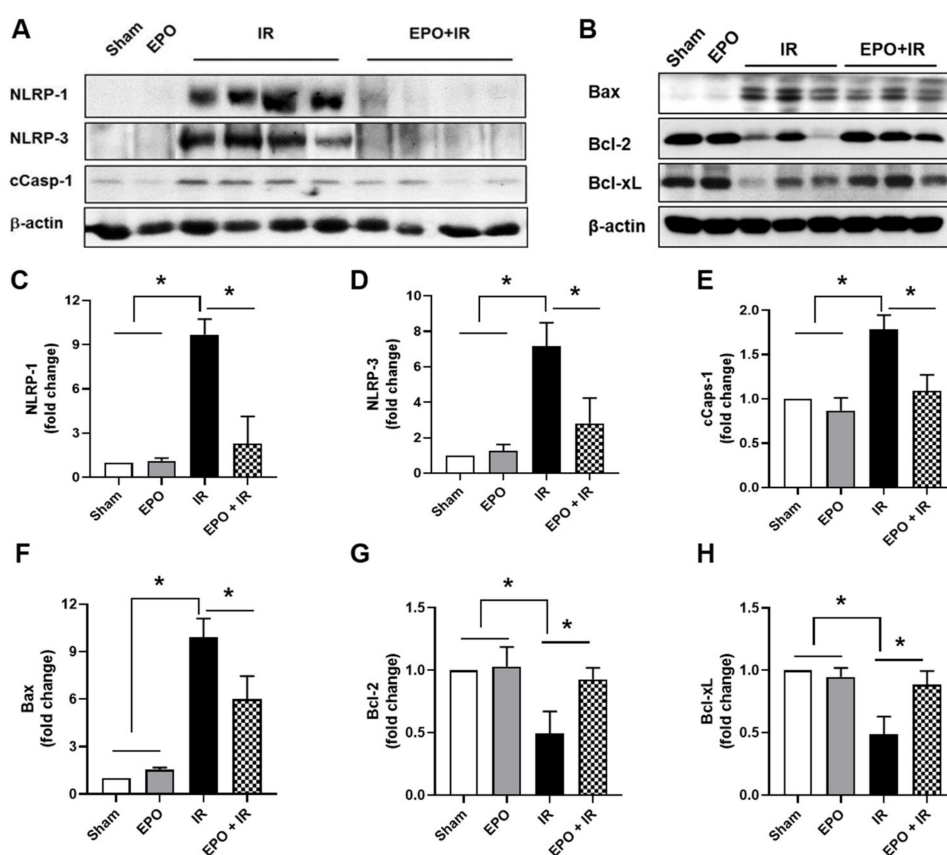 A
Sham EPO IR EPO+IR
NLRP-1
NLRP-3
cCasp-1
β-actin
B
Sham EPO IR EPO+IR
Bax
Bcl-2
Bcl-xL
β-actin
C
NLRP-1
(fold change)
12
9
6
3
0
* *
Sham EPO IR EPO + IR
D
NLRP-3
(fold change)
10
8
6
4
2
0
* *
Sham EPO IR EPO + IR
E
cCaps-1
(fold change)
2.0
1.5
1.0
0.5
0.0
* *
Sham EPO IR EPO + IR
F
Bax
(fold change)
12
9
6
3
0
* *
Sham EPO IR EPO + IR
G
Bcl-2
(fold change)
1.5
1.0
0.5
0.0
* *
Sham EPO IR EPO + IR
H
Bcl-xL
(fold change)
1.5
1.0
0.5
0.0
* *
Sham EPO IR EPO + IR